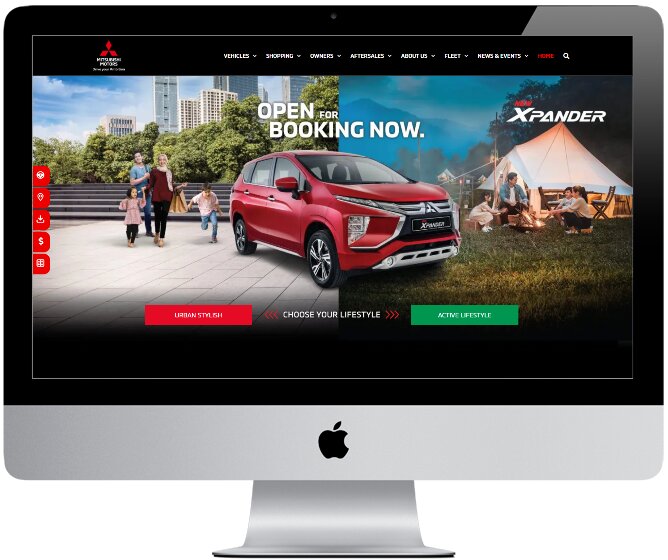 MITSUBISHI
MOTORS
Drive your Ambition
VEHICLES
SHOPPING
OWNERS
AFTERSALES
ABOUT US
FLEET
NEWS & EVENTS
HOME
OPEN FOR
BOOKING NOW.
NEW
XPANDER
XPANDER
URBAN STYLISH
CHOOSE YOUR LIFESTYLE
ACTIVE LIFESTYLE